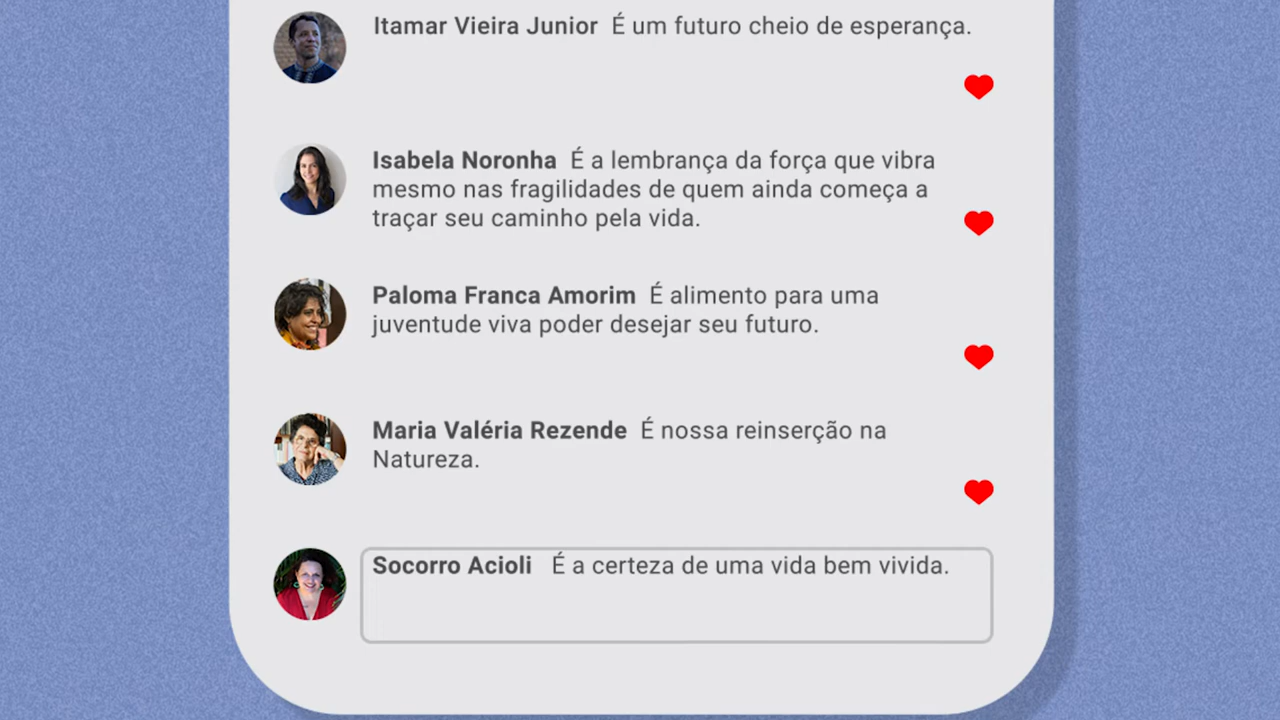 Itamar Vieira Junior É um futuro cheio de esperança.
Isabela Noronha É a lembrança da força que vibra
mesmo nas fragilidades de quem ainda começa a
traçar seu caminho pela vida.
Paloma Franca Amorim É alimento para uma
juventude viva poder desejar seu futuro.
Maria Valéria Rezende É nossa reinserção na
Natureza.
Socorro Acioli É a certeza de uma vida bem vivida.